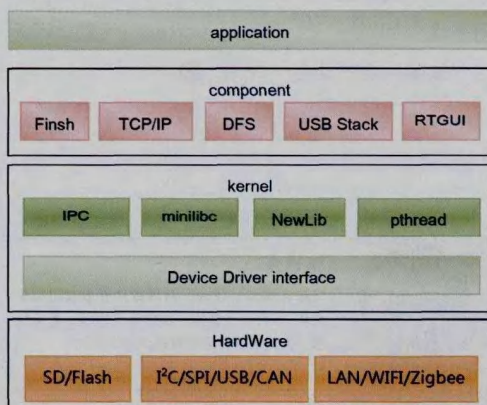 application
component
Finsh TCP/IP DFS USB Stack RTGUI
kernel
IPC minilibc NewLib pthread
Device Driver interface
HardWare
SD/Flash I²C/SPI/USB/CAN LAN/WIFI/Zigbee